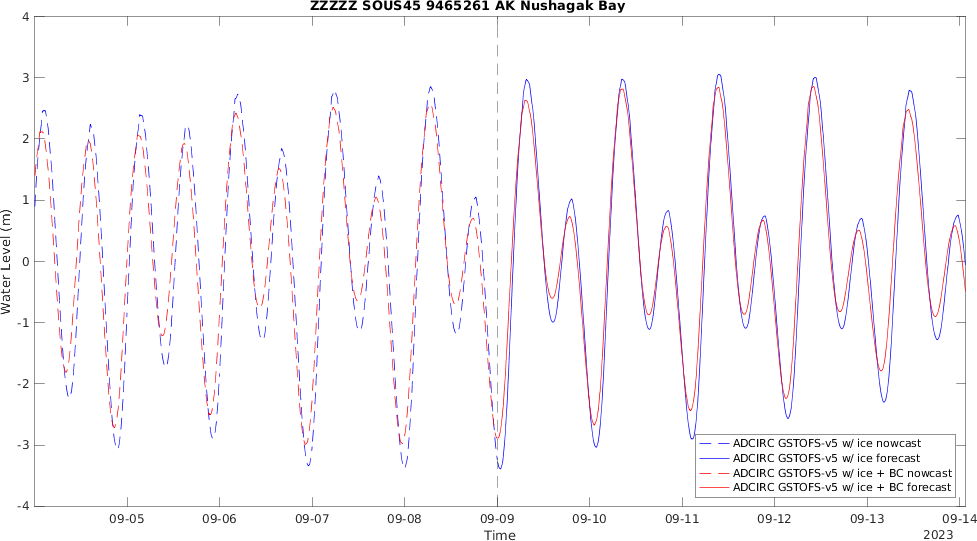 ZZZZZ SOUS45 9465261 AK Nushagak Bay
4
3
2
1
0
-1
-2
-3
-4
Water Level (m)
09-05 09-06 09-07 09-08 09-09 09-10 09-11 09-12 09-13 09-14
Time
2023
ADCIRC GSTOFS-v5 w/ ice nowcast
ADCIRC GSTOFS-v5 w/ ice forecast
ADCIRC GSTOFS-v5 w/ ice + BC nowcast
ADCIRC GSTOFS-v5 w/ ice + BC forecast